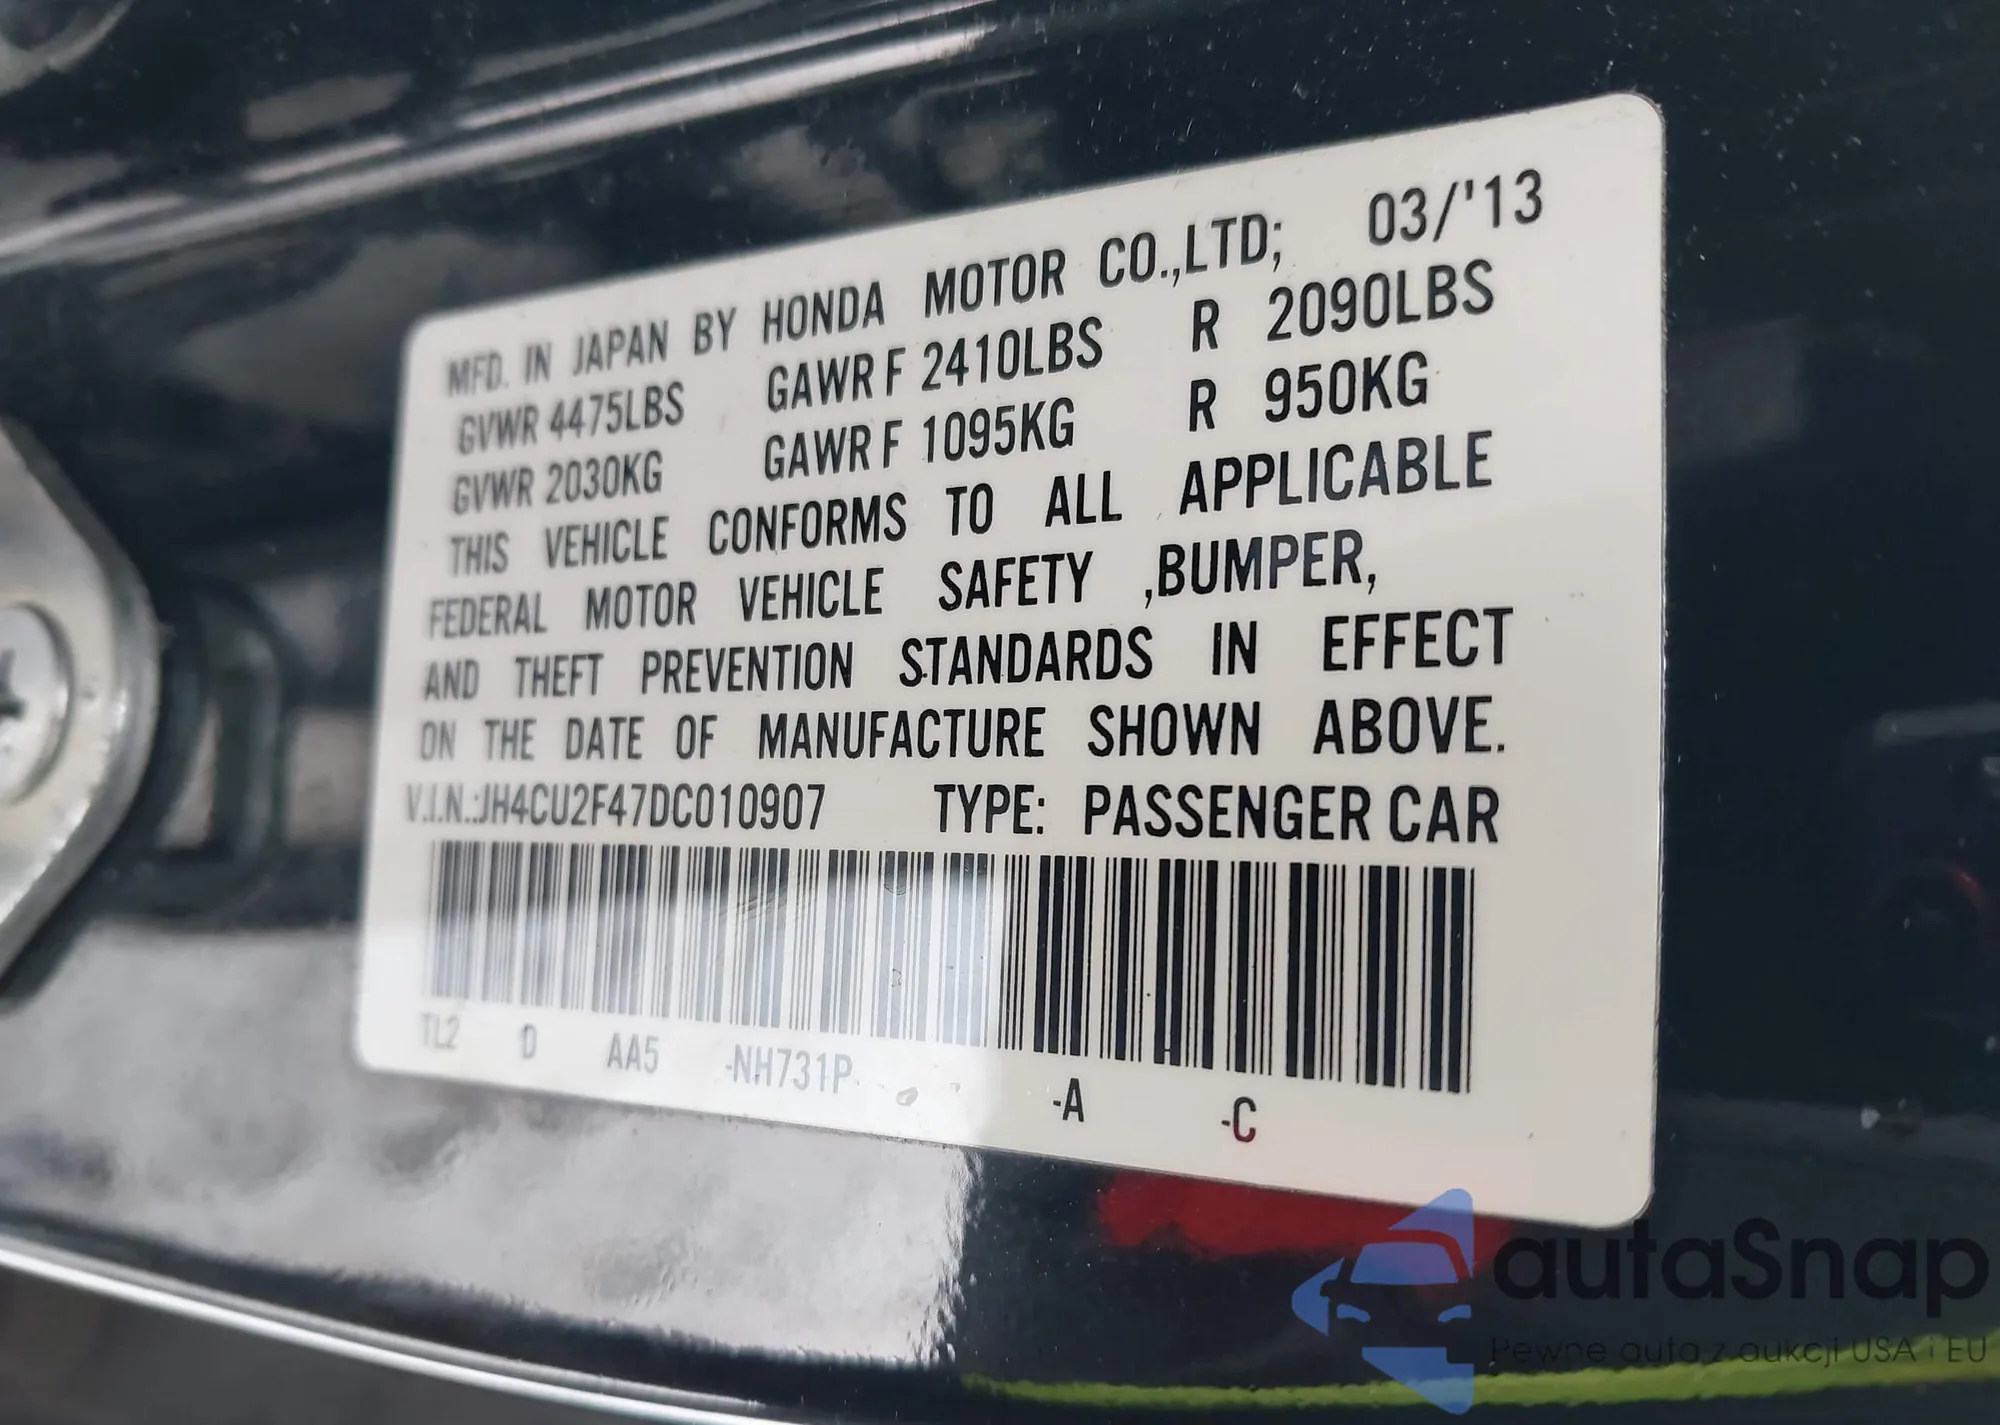 MFD. IN JAPAN BY HONDA MOTOR CO.,LTD; 03/'13
GVWR 4475LBS GAWR F 2410LBS R 2090LBS
GVWR 2030KG GAWR F 1095KG R 950KG
THIS VEHICLE CONFORMS TO ALL APPLICABLE
FEDERAL MOTOR VEHICLE SAFETY ,BUMPER,
AND THEFT PREVENTION STANDARDS IN EFFECT
ON THE DATE OF MANUFACTURE SHOWN ABOVE.
V.I.N.:JH4CU2F47DC010907 TYPE: PASSENGER CAR
TL2 D AA5 -NH731P -A -C
autaSnap
Pewne auta z aukcji USA i EU